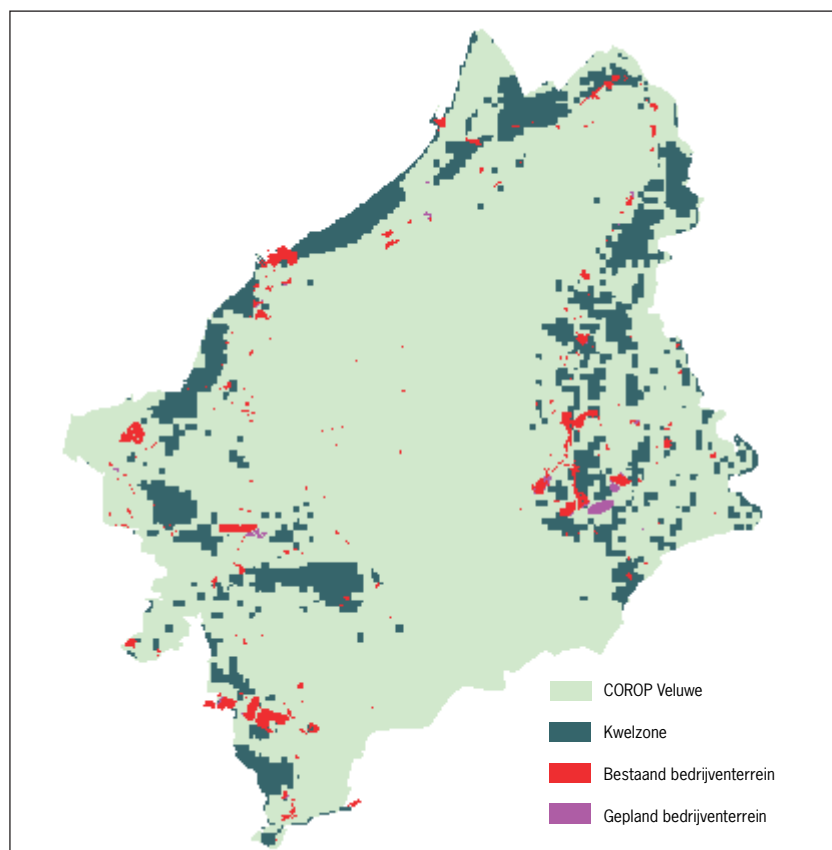 COROP Veluwe
Kwelzone
Bestaand bedrijventerrein
Gepland bedrijventerrein